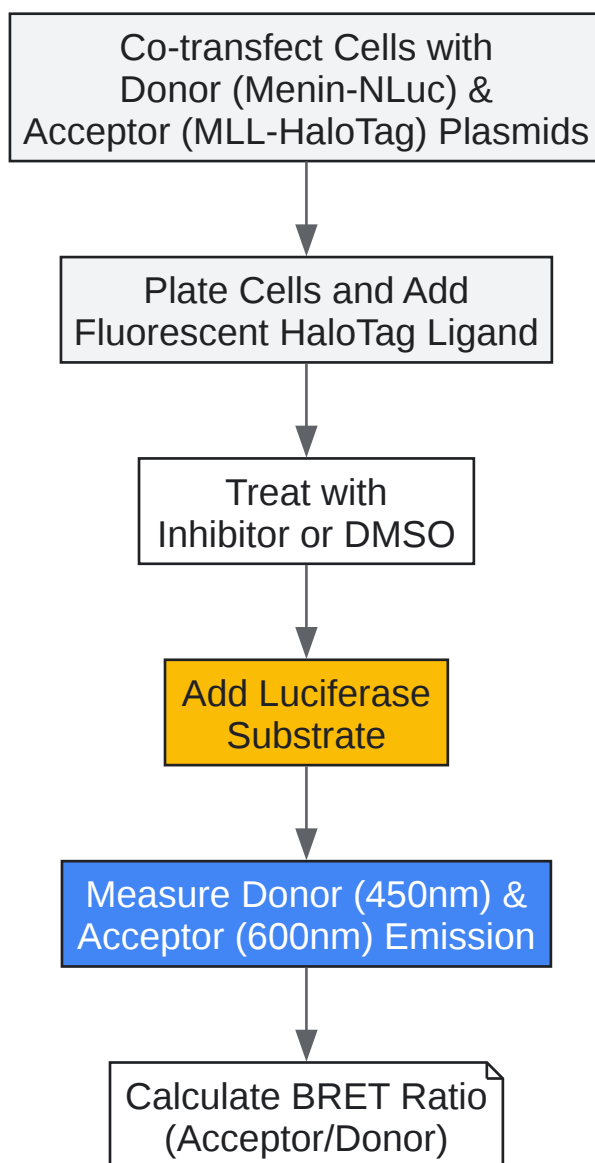 Co-transfect Cells with
Donor (Menin-NLuc) &
Acceptor (MLL-HaloTag) Plasmids
Plate Cells and Add
Fluorescent HaloTag Ligand
Treat with
Inhibitor or DMSO
Add Luciferase
Substrate
Measure Donor (450nm) &
Acceptor (600nm) Emission
Calculate BRET Ratio
(Acceptor/Donor)